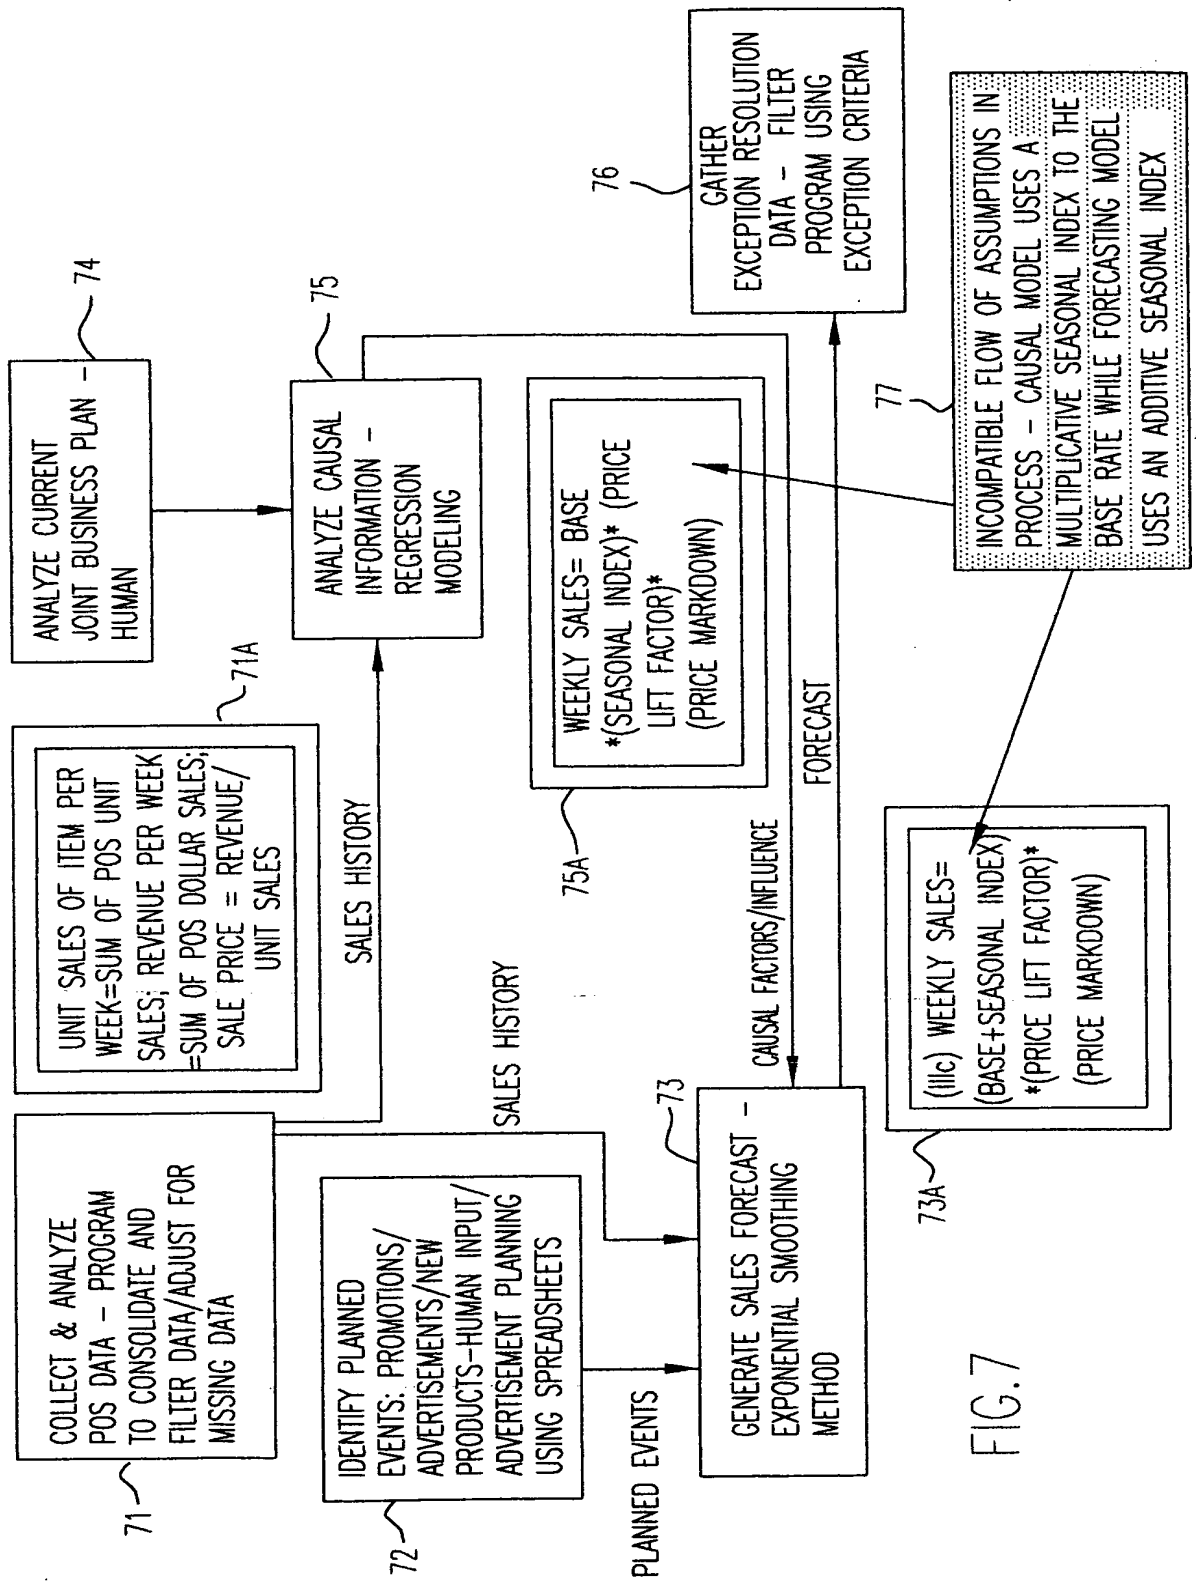 COLLECT & ANALYZE
POS DATA - PROGRAM
TO CONSOLIDATE AND
FILTER DATA/ADJUST FOR
MISSING DATA
71
UNIT SALES OF ITEM PER
WEEK=SUM OF POS UNIT
SALES; REVENUE PER WEEK
=SUM OF POS DOLLAR SALES;
SALE PRICE = REVENUE/
UNIT SALES
71A
ANALYZE CURRENT
JOINT BUSINESS PLAN -
HUMAN
74
IDENTIFY PLANNED
EVENTS: PROMOTIONS/
ADVERTISEMENTS/NEW
PRODUCTS-HUMAN INPUT/
ADVERTISEMENT PLANNING
USING SPREADSHEETS
72
SALES HISTORY
SALES HISTORY
ANALYZE CAUSAL
INFORMATION -
REGRESSION
MODELING
75
PLANNED EVENTS
WEEKLY SALES= BASE
*(SEASONAL INDEX)* (PRICE
LIFT FACTOR)*
(PRICE MARKDOWN)
75A
GENERATE SALES FORECAST -
EXPONENTIAL SMOOTHING
METHOD
73
CAUSAL FACTORS/INFLUENCE
FORECAST
GATHER
EXCEPTION RESOLUTION
DATA - FILTER
PROGRAM USING
EXCEPTION CRITERIA
76
(IIIc) WEEKLY SALES=
(BASE+SEASONAL INDEX)
*(PRICE LIFT FACTOR)*
(PRICE MARKDOWN)
73A
INCOMPATIBLE FLOW OF ASSUMPTIONS IN
PROCESS - CAUSAL MODEL USES A
MULTIPLICATIVE SEASONAL INDEX TO THE
BASE RATE WHILE FORECASTING MODEL
USES AN ADDITIVE SEASONAL INDEX
77
FIG.7